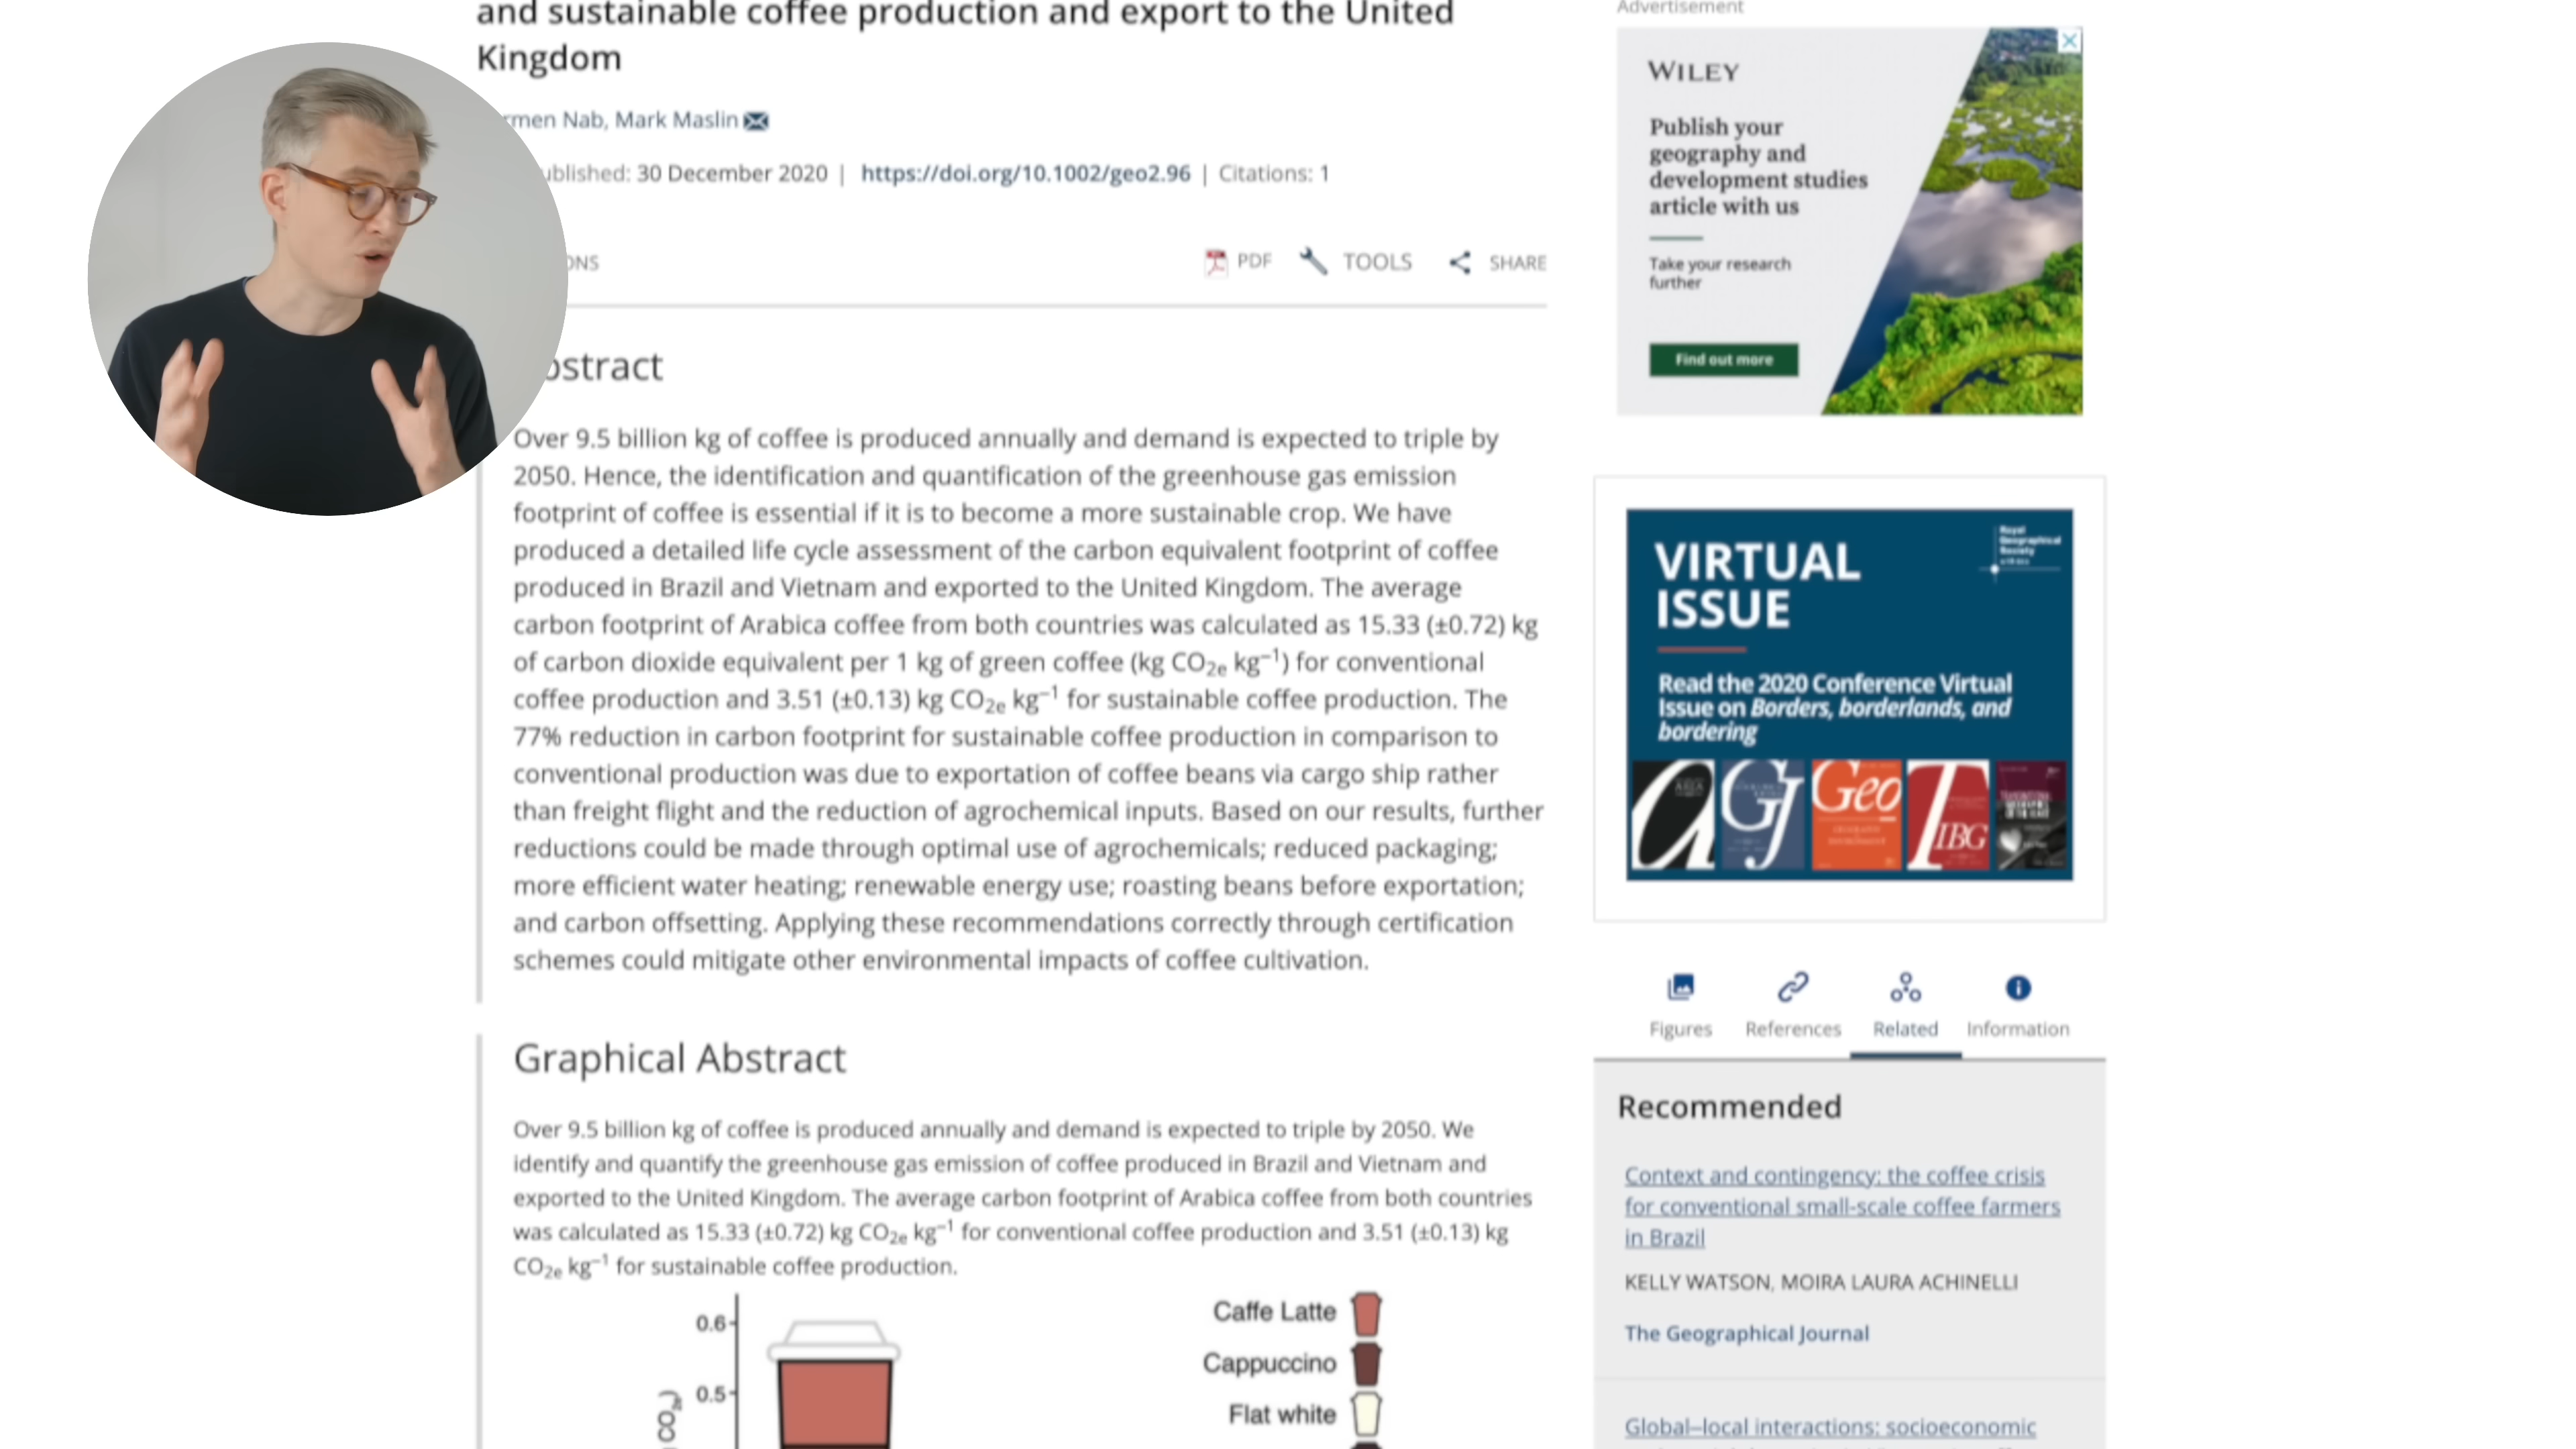 and sustainable coffee production and export to the United
Kingdom
rmen Nab, Mark Maslin
ublished: 30 December 2020 | https://doi.org/10.1002/geo2.96 | Citations: 1
ONS
PDF TOOLS SHARE
bstract
Over 9.5 billion kg of coffee is produced annually and demand is expected to triple by
2050. Hence, the identification and quantification of the greenhouse gas emission
footprint of coffee is essential if it is to become a more sustainable crop. We have
produced a detailed life cycle assessment of the carbon equivalent footprint of coffee
produced in Brazil and Vietnam and exported to the United Kingdom. The average
carbon footprint of Arabica coffee from both countries was calculated as 15.33 (±0.72) kg
of carbon dioxide equivalent per 1 kg of green coffee (kg CO₂ₑ kg⁻¹) for conventional
coffee production and 3.51 (±0.13) kg CO₂ₑ kg⁻¹ for sustainable coffee production. The
77% reduction in carbon footprint for sustainable coffee production in comparison to
conventional production was due to exportation of coffee beans via cargo ship rather
than freight flight and the reduction of agrochemical inputs. Based on our results, further
reductions could be made through optimal use of agrochemicals; reduced packaging;
more efficient water heating; renewable energy use; roasting beans before exportation;
and carbon offsetting. Applying these recommendations correctly through certification
schemes could mitigate other environmental impacts of coffee cultivation.
Graphical Abstract
Over 9.5 billion kg of coffee is produced annually and demand is expected to triple by 2050. We
identify and quantify the greenhouse gas emission of coffee produced in Brazil and Vietnam and
exported to the United Kingdom. The average carbon footprint of Arabica coffee from both countries
was calculated as 15.33 (±0.72) kg CO₂ₑ kg⁻¹ for conventional coffee production and 3.51 (±0.13) kg
CO₂ₑ kg⁻¹ for sustainable coffee production.
0.6
0.5
CO₂ₑ)
Caffe Latte
Cappuccino
Flat white
Advertisement
WILEY
Publish your
geography and
development studies
article with us
Take your research
further
Find out more
VIRTUAL
ISSUE
Royal
Geographical
Society
Read the 2020 Conference Virtual
Issue on Borders, borderlands, and
bordering
a GJ Geo T IBG
Figures References Related Information
Recommended
Context and contingency: the coffee crisis
for conventional small-scale coffee farmers
in Brazil
KELLY WATSON, MOIRA LAURA ACHINELLI
The Geographical Journal
Global–local interactions: socioeconomic